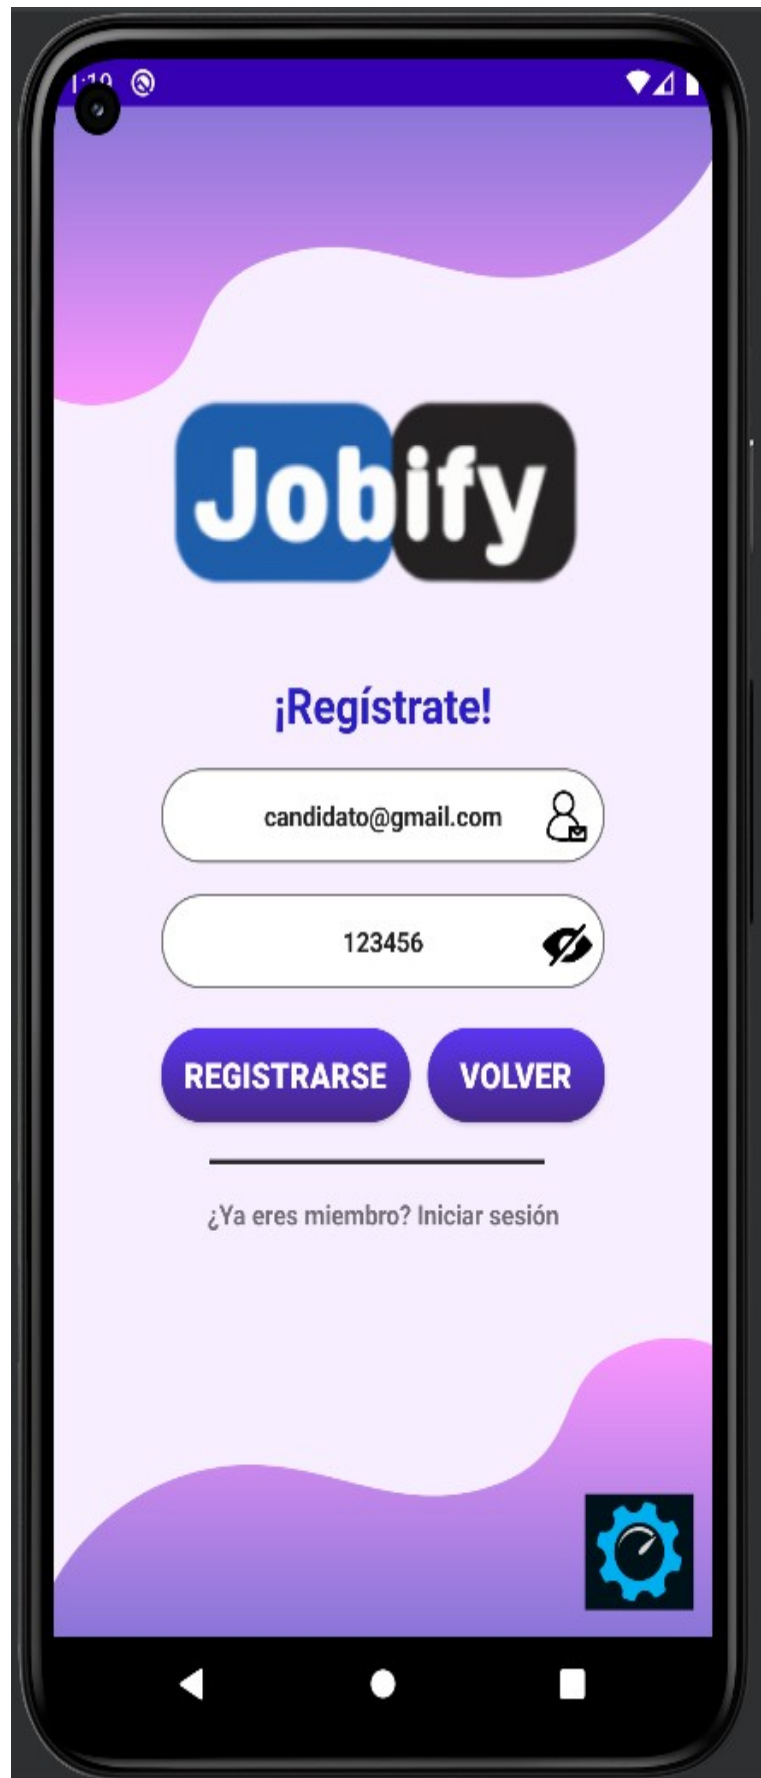 Jobify
¡Regístrate!
candidato@gmail.com
123456
REGISTRARSE VOLVER
¿Ya eres miembro? Iniciar sesión